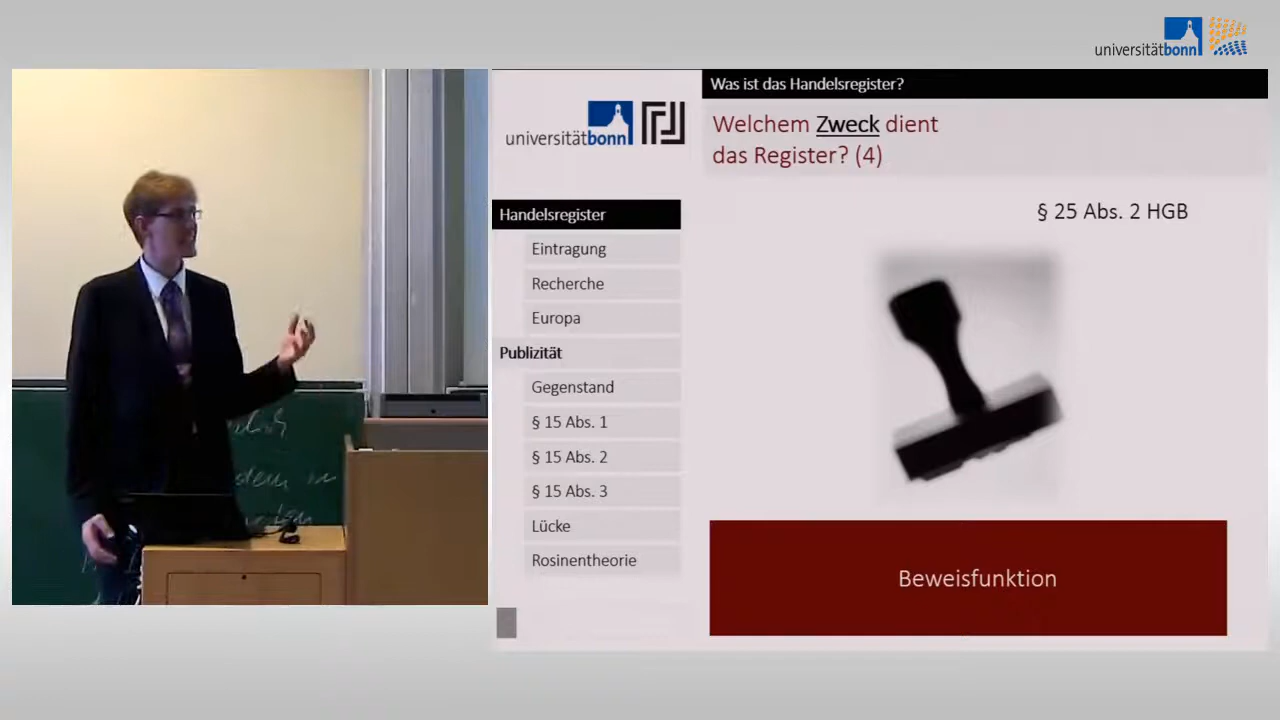 universitätbonn
Was ist das Handelsregister?
universitätbonn
Welchem Zweck dient
das Register? (4)
§ 25 Abs. 2 HGB
Handelsregister
Eintragung
Recherche
Europa
Publizität
Gegenstand
§ 15 Abs. 1
§ 15 Abs. 2
§ 15 Abs. 3
Lücke
Rosinentheorie
Beweisfunktion